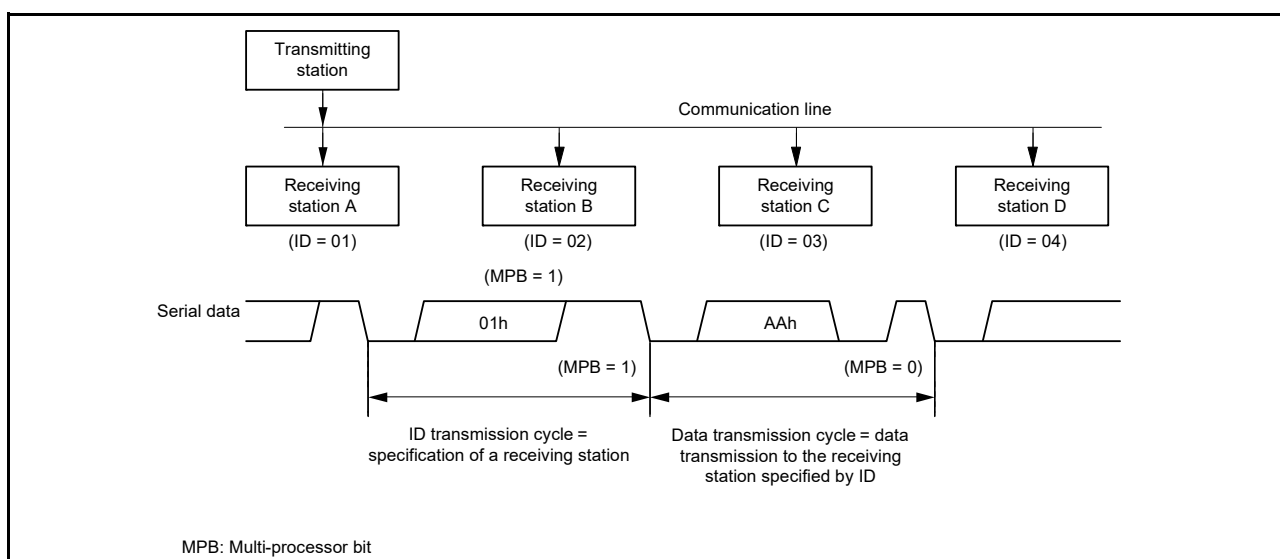 Transmitting
station
Communication line
Receiving
station A
Receiving
station B
Receiving
station C
Receiving
station D
(ID = 01)
(ID = 02)
(ID = 03)
(ID = 04)
(MPB = 1)
Serial data
01h
AAh
(MPB = 1)
(MPB = 0)
ID transmission cycle =
specification of a receiving station
Data transmission cycle = data
transmission to the receiving
station specified by ID
MPB: Multi-processor bit